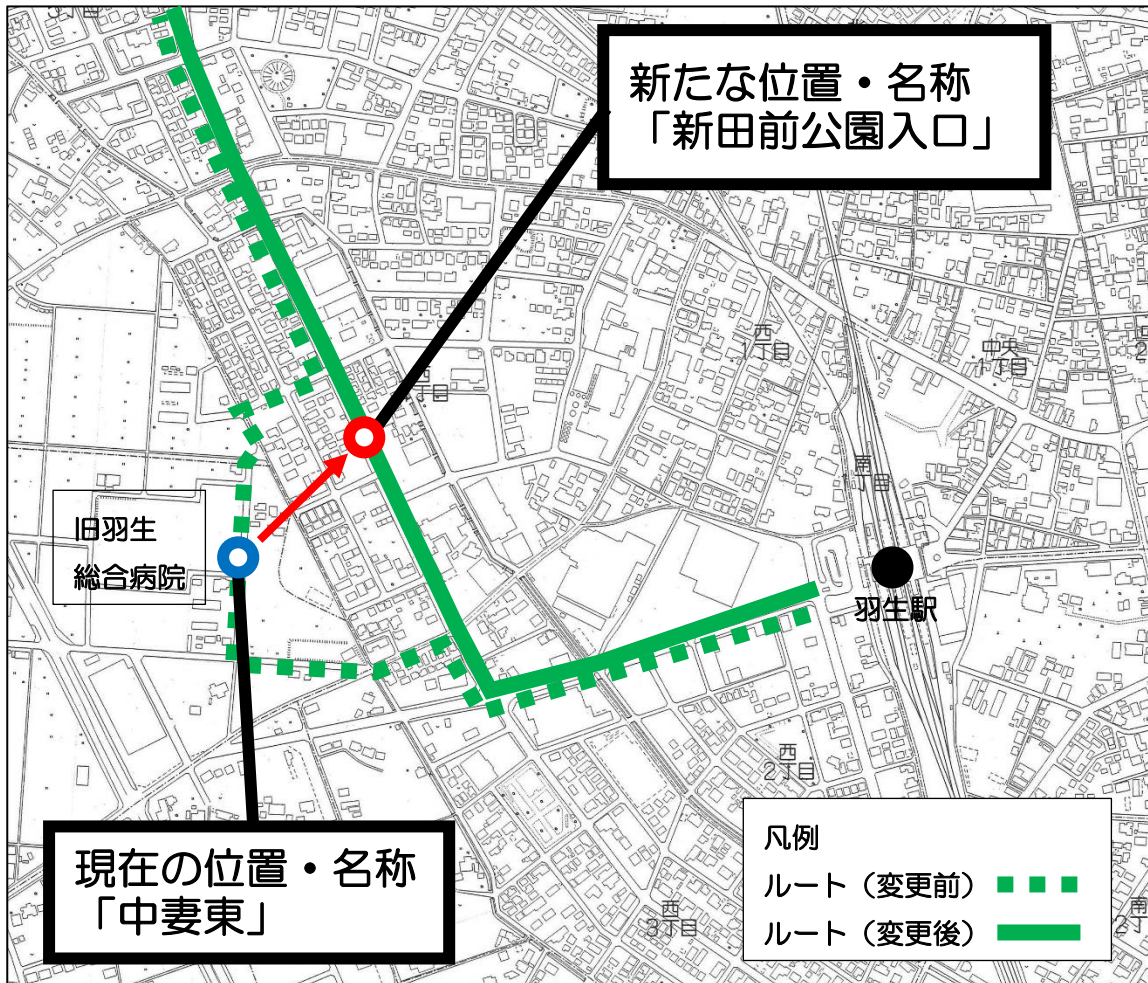 新たな位置・名称
「新田前公園入口」
西
1丁目
中央
1丁目
南
1丁目
旧羽生
総合病院
羽生駅
西
2丁目
凡例
ルート（変更前）
ルート（変更後）
現在の位置・名称
「中妻東」
西
3丁目
南
2丁